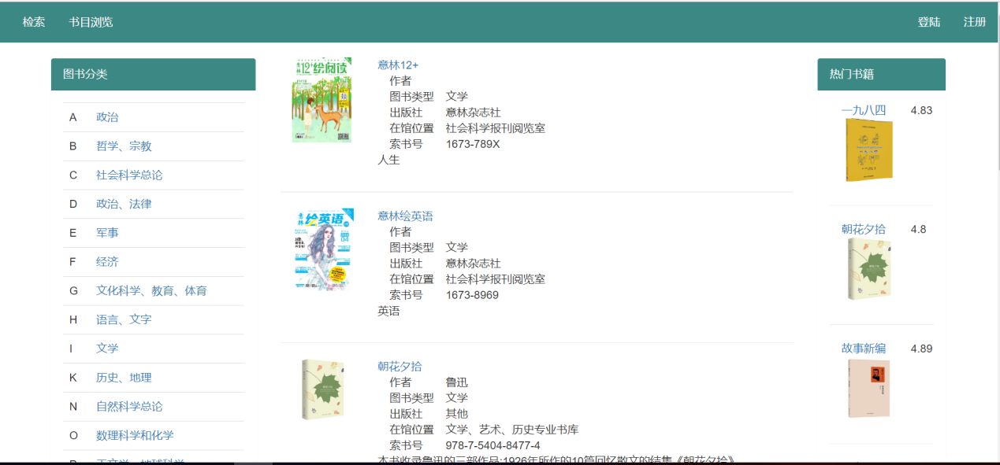 检索 书目浏览 登陆 注册
图书分类
A 政治
B 哲学、宗教
C 社会科学总论
D 政治、法律
E 军事
F 经济
G 文化科学、教育、体育
H 语言、文字
I 文学
K 历史、地理
N 自然科学总论
O 数理科学和化学
意林
12+绘阅读
意林12+
作者
图书类型 文学
出版社 意林杂志社
在馆位置 社会科学报刊阅览室
索书号 1673-789X
人生
意林
绘英语
意林绘英语
作者
图书类型 文学
出版社 意林杂志社
在馆位置 社会科学报刊阅览室
索书号 1673-8969
英语
朝花夕拾
作者 鲁迅
图书类型 文学
出版社 其他
在馆位置 文学、艺术、历史专业书库
索书号 978-7-5404-8477-4
本书收录鲁迅的三部作品:1926年所作的10篇回忆散文的结集《朝花夕拾》
热门书籍
一九八四 4.83
朝花夕拾 4.8
故事新编 4.89